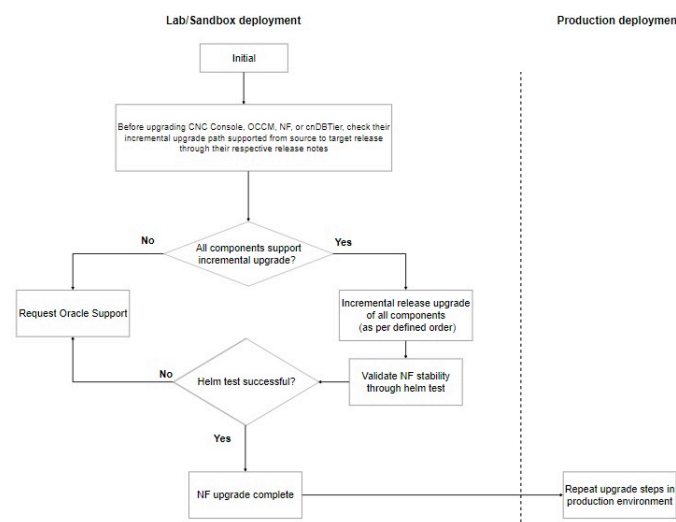 Lab/Sandbox deployment
Production deploymen
Initial
Before upgrading CNC Console, OCCM, NF, or cnDBTier, check their
incremental upgrade path supported from source to target release
through their respective release notes
No
Yes
All components support
incremental upgrade?
Request Oracle Support
Incremental release upgrade
of all components
(as per defined order)
No
Helm test successful?
Validate NF stability
through helm test
Yes
NF upgrade complete
Repeat upgrade steps in
production environment